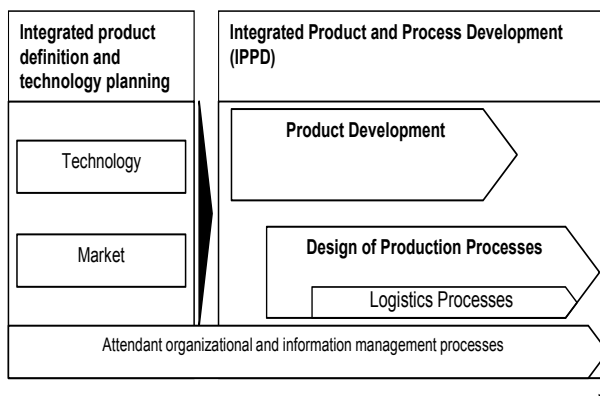 Integrated product
definition and
technology planning
Integrated Product and Process Development
(IPPD)
Technology
Market
Product Development
Design of Production Processes
Logistics Processes
Attendant organizational and information management processes